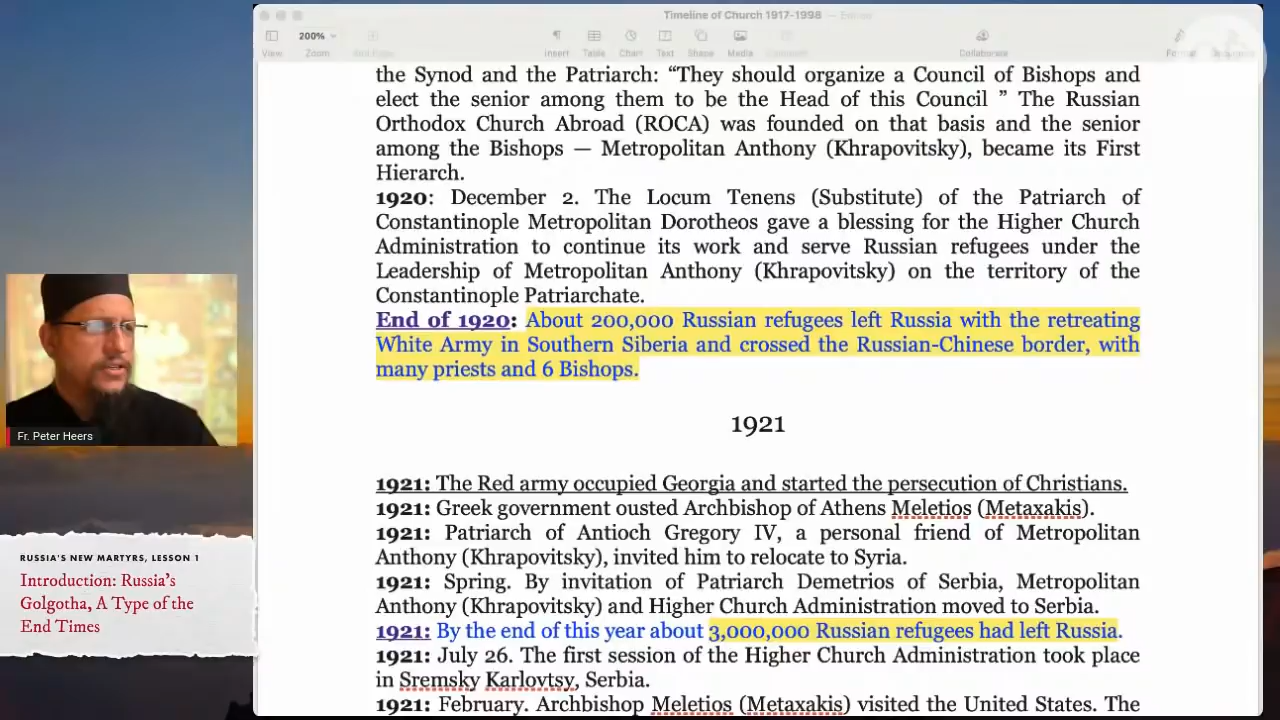 Timeline of Church 1917-1998 — Edited
200%
View
Zoom
Add Page
Insert
Table
Chart
Text
Shape
Media
Comment
Collaborate
Format
the Synod and the Patriarch: “They should organize a Council of Bishops and
elect the senior among them to be the Head of this Council ” The Russian
Orthodox Church Abroad (ROCA) was founded on that basis and the senior
among the Bishops — Metropolitan Anthony (Khrapovitsky), became its First
Hierarch.
1920: December 2. The Locum Tenens (Substitute) of the Patriarch of
Constantinople Metropolitan Dorotheos gave a blessing for the Higher Church
Administration to continue its work and serve Russian refugees under the
Leadership of Metropolitan Anthony (Khrapovitsky) on the territory of the
Constantinople Patriarchate.
End of 1920: About 200,000 Russian refugees left Russia with the retreating
White Army in Southern Siberia and crossed the Russian-Chinese border, with
many priests and 6 Bishops.
1921
1921: The Red army occupied Georgia and started the persecution of Christians.
1921: Greek government ousted Archbishop of Athens Meletios (Metaxakis).
1921: Patriarch of Antioch Gregory IV, a personal friend of Metropolitan
Anthony (Khrapovitsky), invited him to relocate to Syria.
1921: Spring. By invitation of Patriarch Demetrios of Serbia, Metropolitan
Anthony (Khrapovitsky) and Higher Church Administration moved to Serbia.
1921: By the end of this year about 3,000,000 Russian refugees had left Russia.
1921: July 26. The first session of the Higher Church Administration took place
in Sremsky Karlovtsy, Serbia.
1921: February. Archbishop Meletios (Metaxakis) visited the United States. The
Fr. Peter Heers
RUSSIA'S NEW MARTYRS, LESSON 1
Introduction: Russia's
Golgotha, A Type of the
End Times